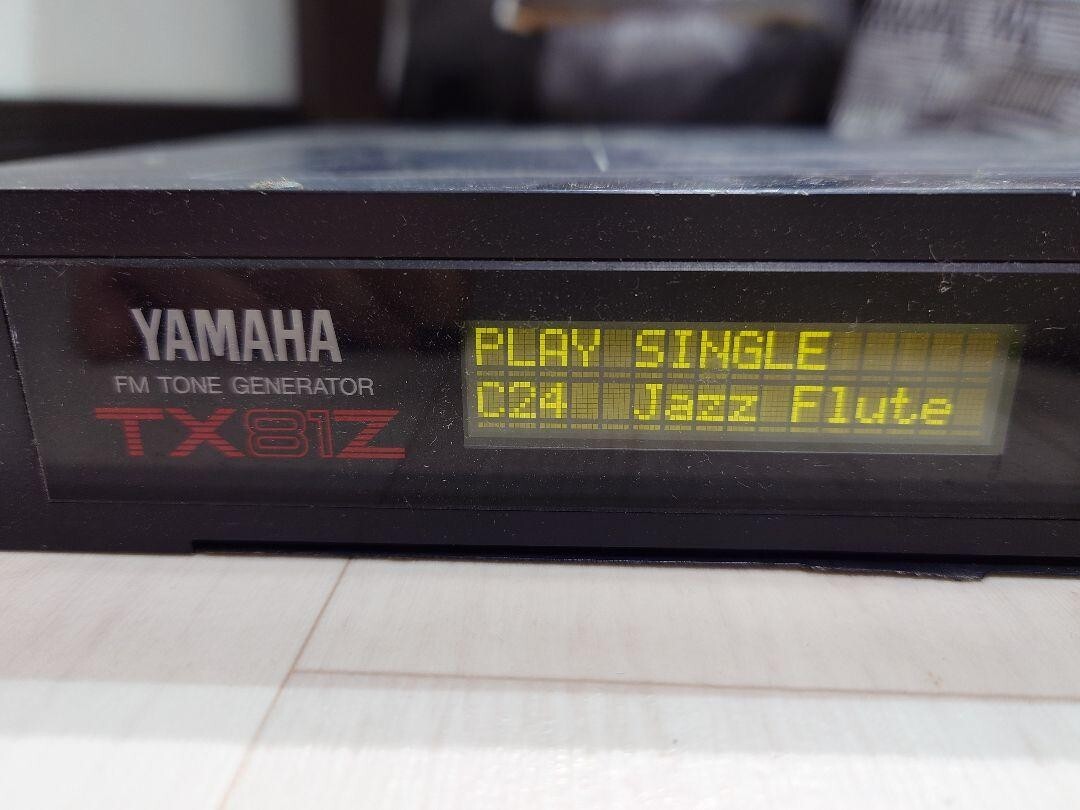 YAMAHA
FM TONE GENERATOR
TX81Z
PLAY SINGLE
C24 Jazz Flute